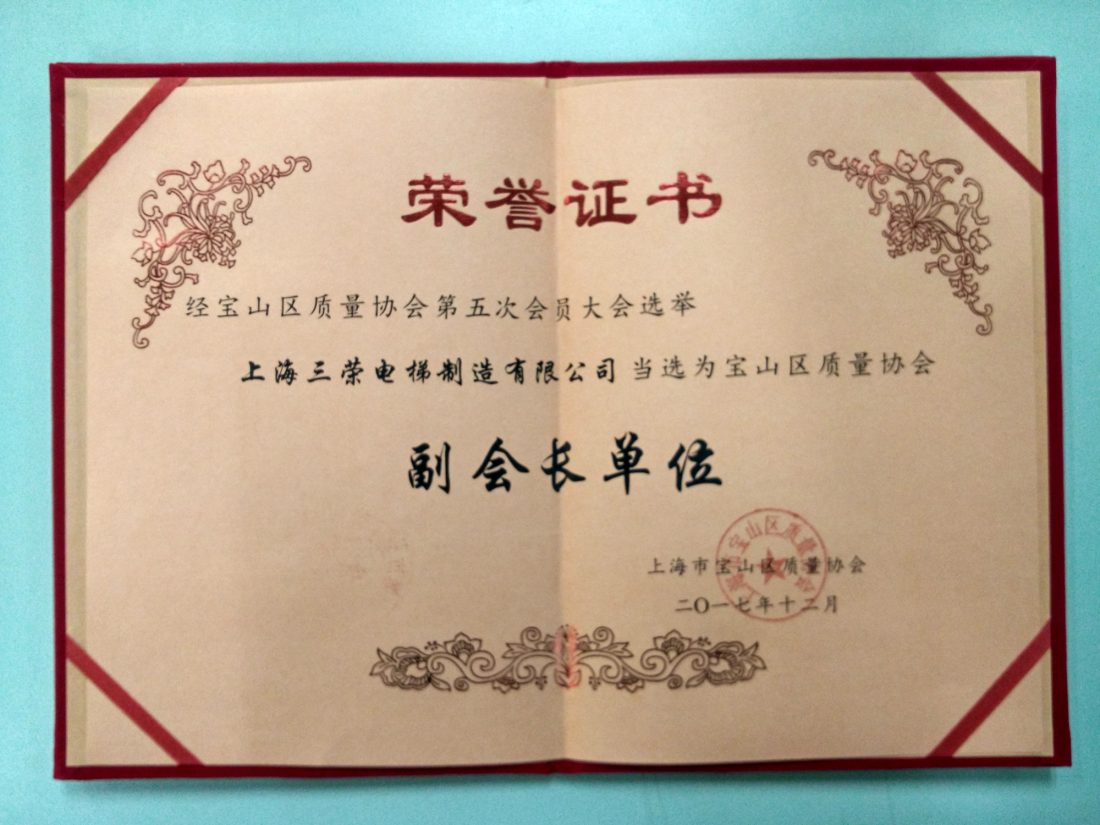 荣誉证书
经宝山区质量协会第五次会员大会选举
上海三荣电梯制造有限公司当选为宝山区质量协会
副会长单位
上海市宝山区质量协会
二〇一七年十二月